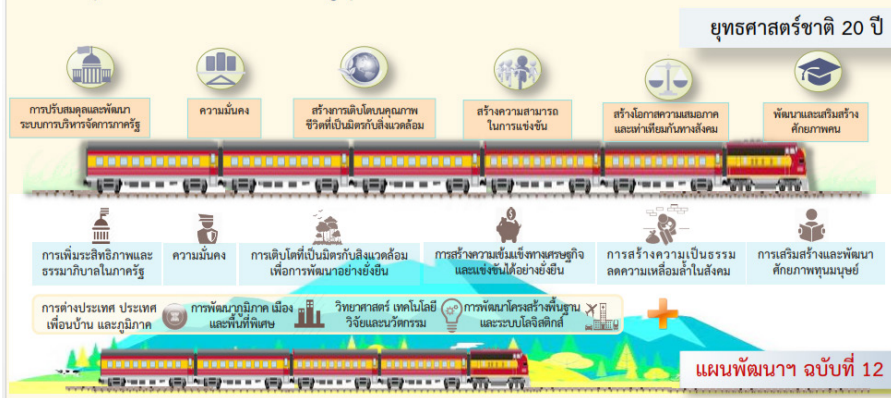 ยุทธศาสตร์ชาติ 20 ปี
การปรับสมดุลและพัฒนา
ระบบการบริหารจัดการภาครัฐ
ความมั่นคง
สร้างการเติบโตบนคุณภาพ
ชีวิตที่เป็นมิตรกับสิ่งแวดล้อม
สร้างความสามารถ
ในการแข่งขัน
สร้างโอกาสความเสมอภาค
และเท่าเทียมกันทางสังคม
พัฒนาและเสริมสร้าง
ศักยภาพคน
การเพิ่มประสิทธิภาพและ
ธรรมาภิบาลในภาครัฐ
ความมั่นคง
การเติบโตที่เป็นมิตรกับสิ่งแวดล้อม
เพื่อการพัฒนาอย่างยั่งยืน
การสร้างความเข้มแข็งทางเศรษฐกิจ
และแข่งขันได้อย่างยั่งยืน
การสร้างความเป็นธรรม
ลดความเหลื่อมล้ำในสังคม
การเสริมสร้างและพัฒนา
ศักยภาพทุนมนุษย์
การต่างประเทศ ประเทศ
เพื่อนบ้าน และภูมิภาค
การพัฒนาภูมิภาค เมือง
และพื้นที่พิเศษ
วิทยาศาสตร์ เทคโนโลยี
วิจัยและนวัตกรรม
การพัฒนาโครงสร้างพื้นฐาน
และระบบโลจิสติกส์
แผนพัฒนาฯ ฉบับที่ 12